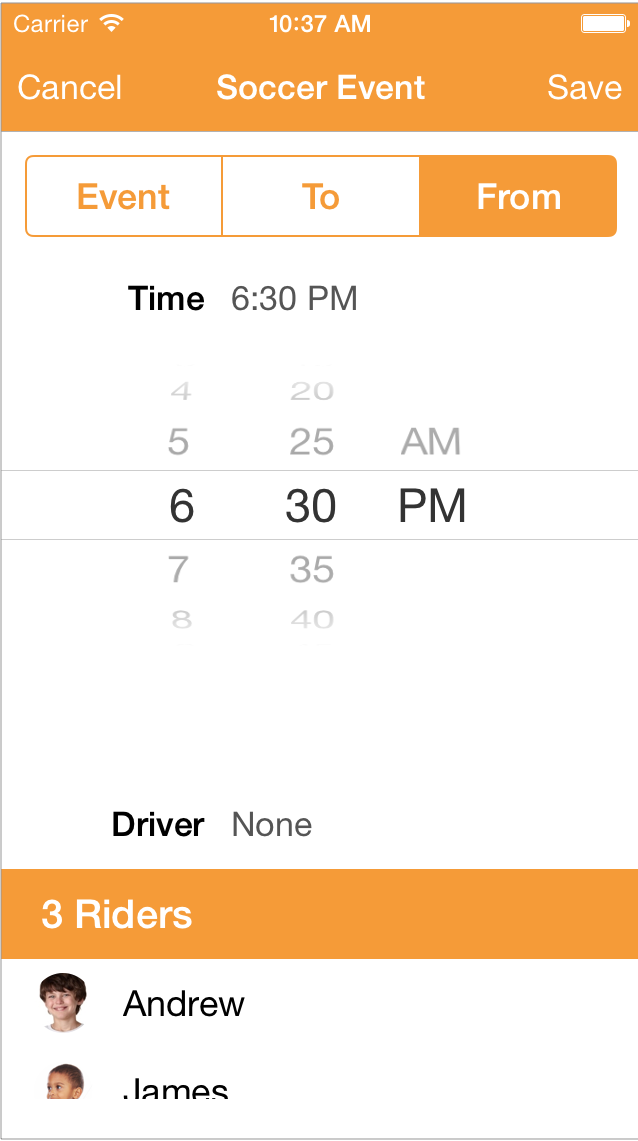 Carrier 10:37 AM
Cancel Soccer Event Save
Event To From
Time 6:30 PM
4 20
5 25 AM
6 30 PM
7 35
8 40
Driver None
3 Riders
Andrew
James